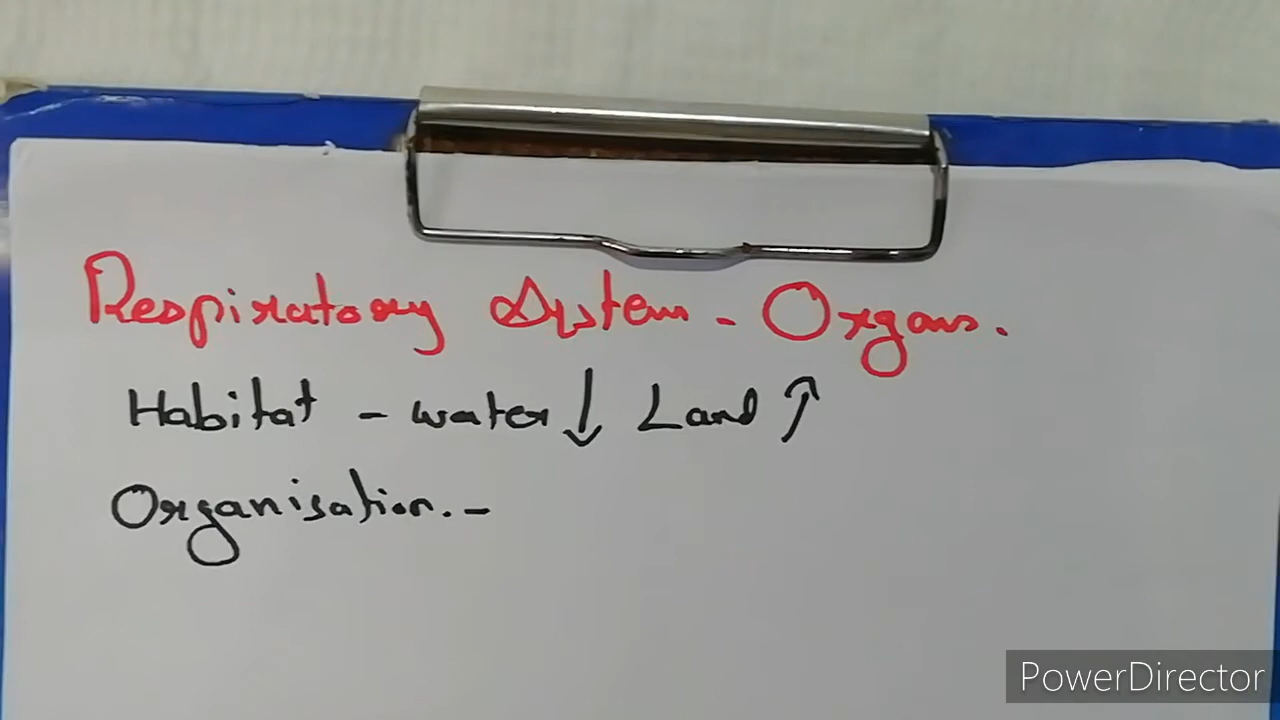 Respiratory System - Organs.
Habitat - water ↓ Land ↑
Organisation. -
PowerDirector